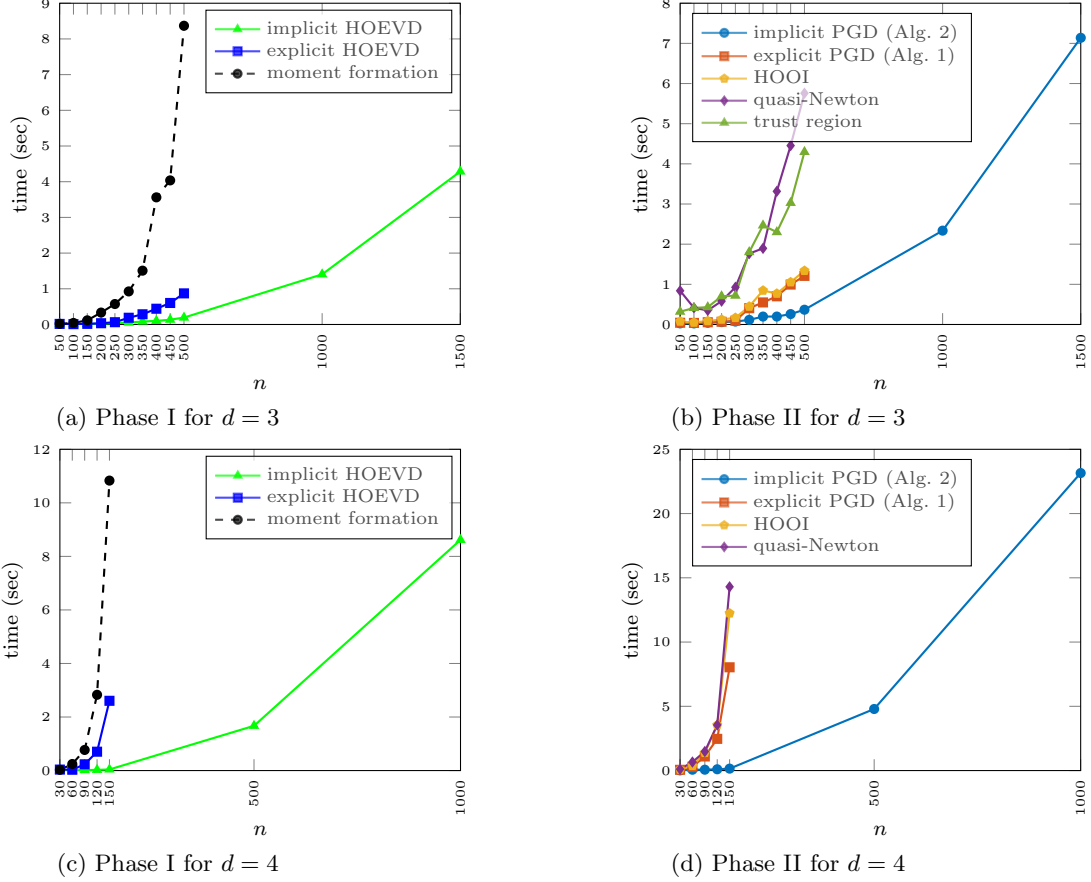 9
8
7
6
5
4
3
2
1
0
time (sec)
implicit HOEVD
explicit HOEVD
moment formation
50 100 150 200 250 300 350 400 450 500 1000 1500
n
(a) Phase I for d = 3
8
7
6
5
4
3
2
1
0
time (sec)
implicit PGD (Alg. 2)
explicit PGD (Alg. 1)
HOOI
quasi-Newton
trust region
50 100 150 200 250 300 350 400 450 500 1000 1500
n
(b) Phase II for d = 3
12
10
8
6
4
2
0
time (sec)
implicit HOEVD
explicit HOEVD
moment formation
30 60 90 120 150 500 1000
n
(c) Phase I for d = 4
25
20
15
10
5
0
time (sec)
implicit PGD (Alg. 2)
explicit PGD (Alg. 1)
HOOI
quasi-Newton
30 60 90 120 150 500 1000
n
(d) Phase II for d = 4